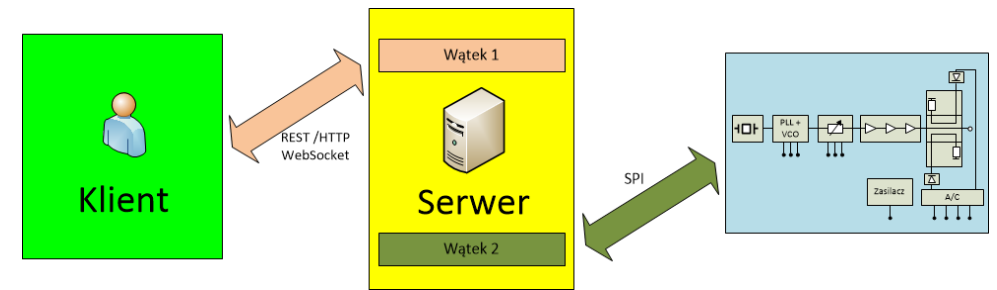 Klient
REST /HTTP
WebSocket
Wątek 1
Serwer
Wątek 2
SPI
PLL +
VCO
Zasilacz
A/C